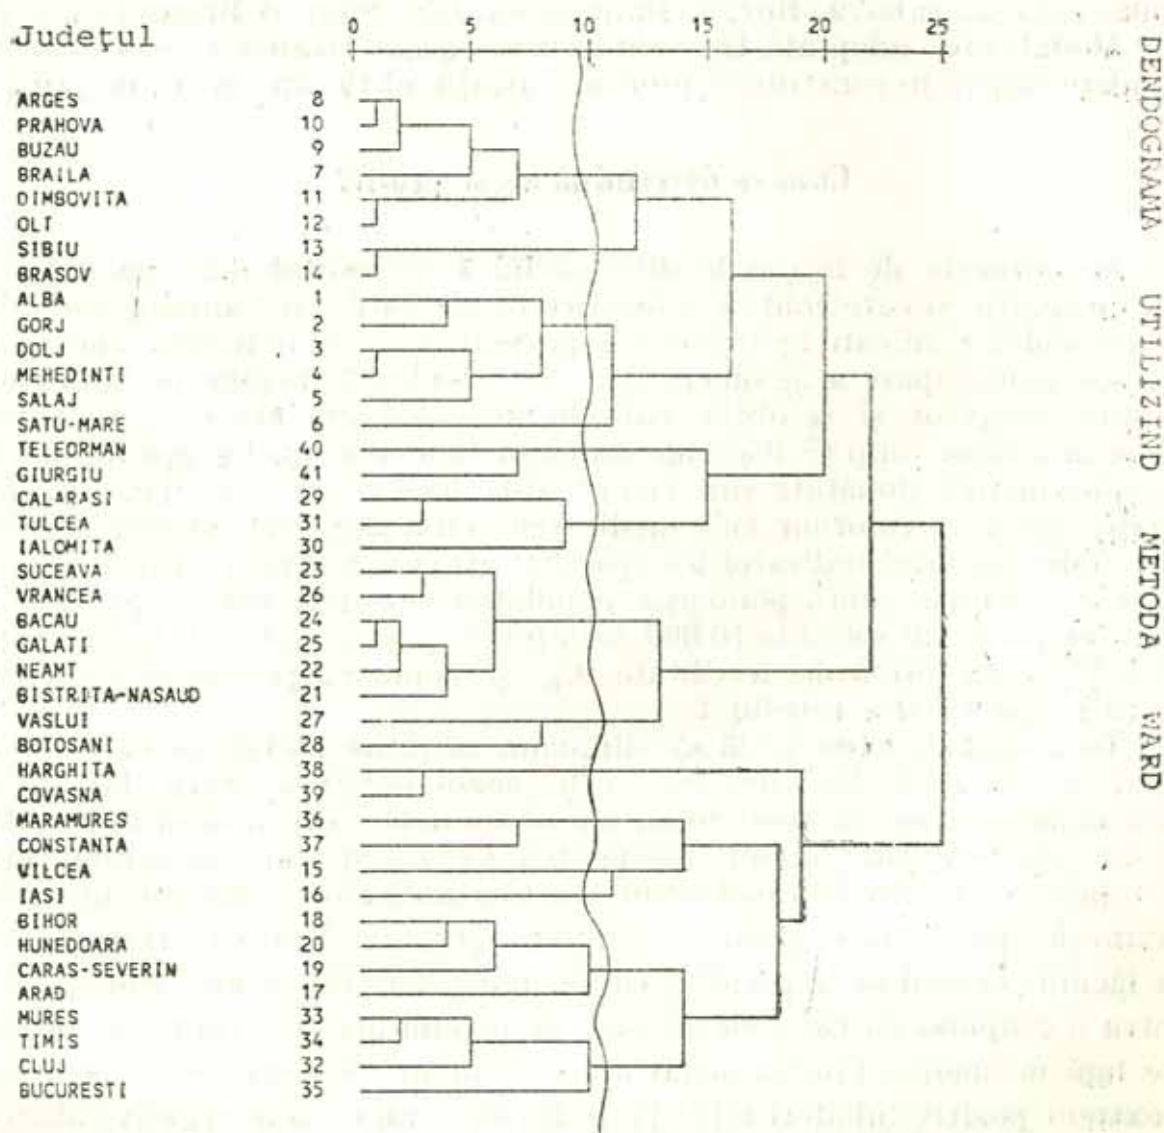 Judeţul 0 5 10 15 20 25
ARGES 8
PRAHOVA 10
BUZAU 9
BRAILA 7
DIMBOVITA 11
OLT 12
SIBIU 13
BRASOV 14
ALBA 1
GORJ 2
DOLJ 3
MEHEDINTI 4
SALAJ 5
SATU-MARE 6
TELEORMAN 40
GIURGIU 41
CALARASI 29
TULCEA 31
IALOMITA 30
SUCEAVA 23
VRANCEA 26
BACAU 24
GALATI 25
NEAMT 22
BISTRITA-NASAUD 21
VASLUI 27
BOTOSANI 28
HARGHITA 38
COVASNA 39
MARAMURES 36
CONSTANTA 37
VILCEA 15
IASI 16
BIHOR 18
HUNEDOARA 20
CARAS-SEVERIN 19
ARAD 17
MURES 33
TIMIS 34
CLUJ 32
BUCURESTI 35
DENDOGRAMA UTILIZIND METODA WARD